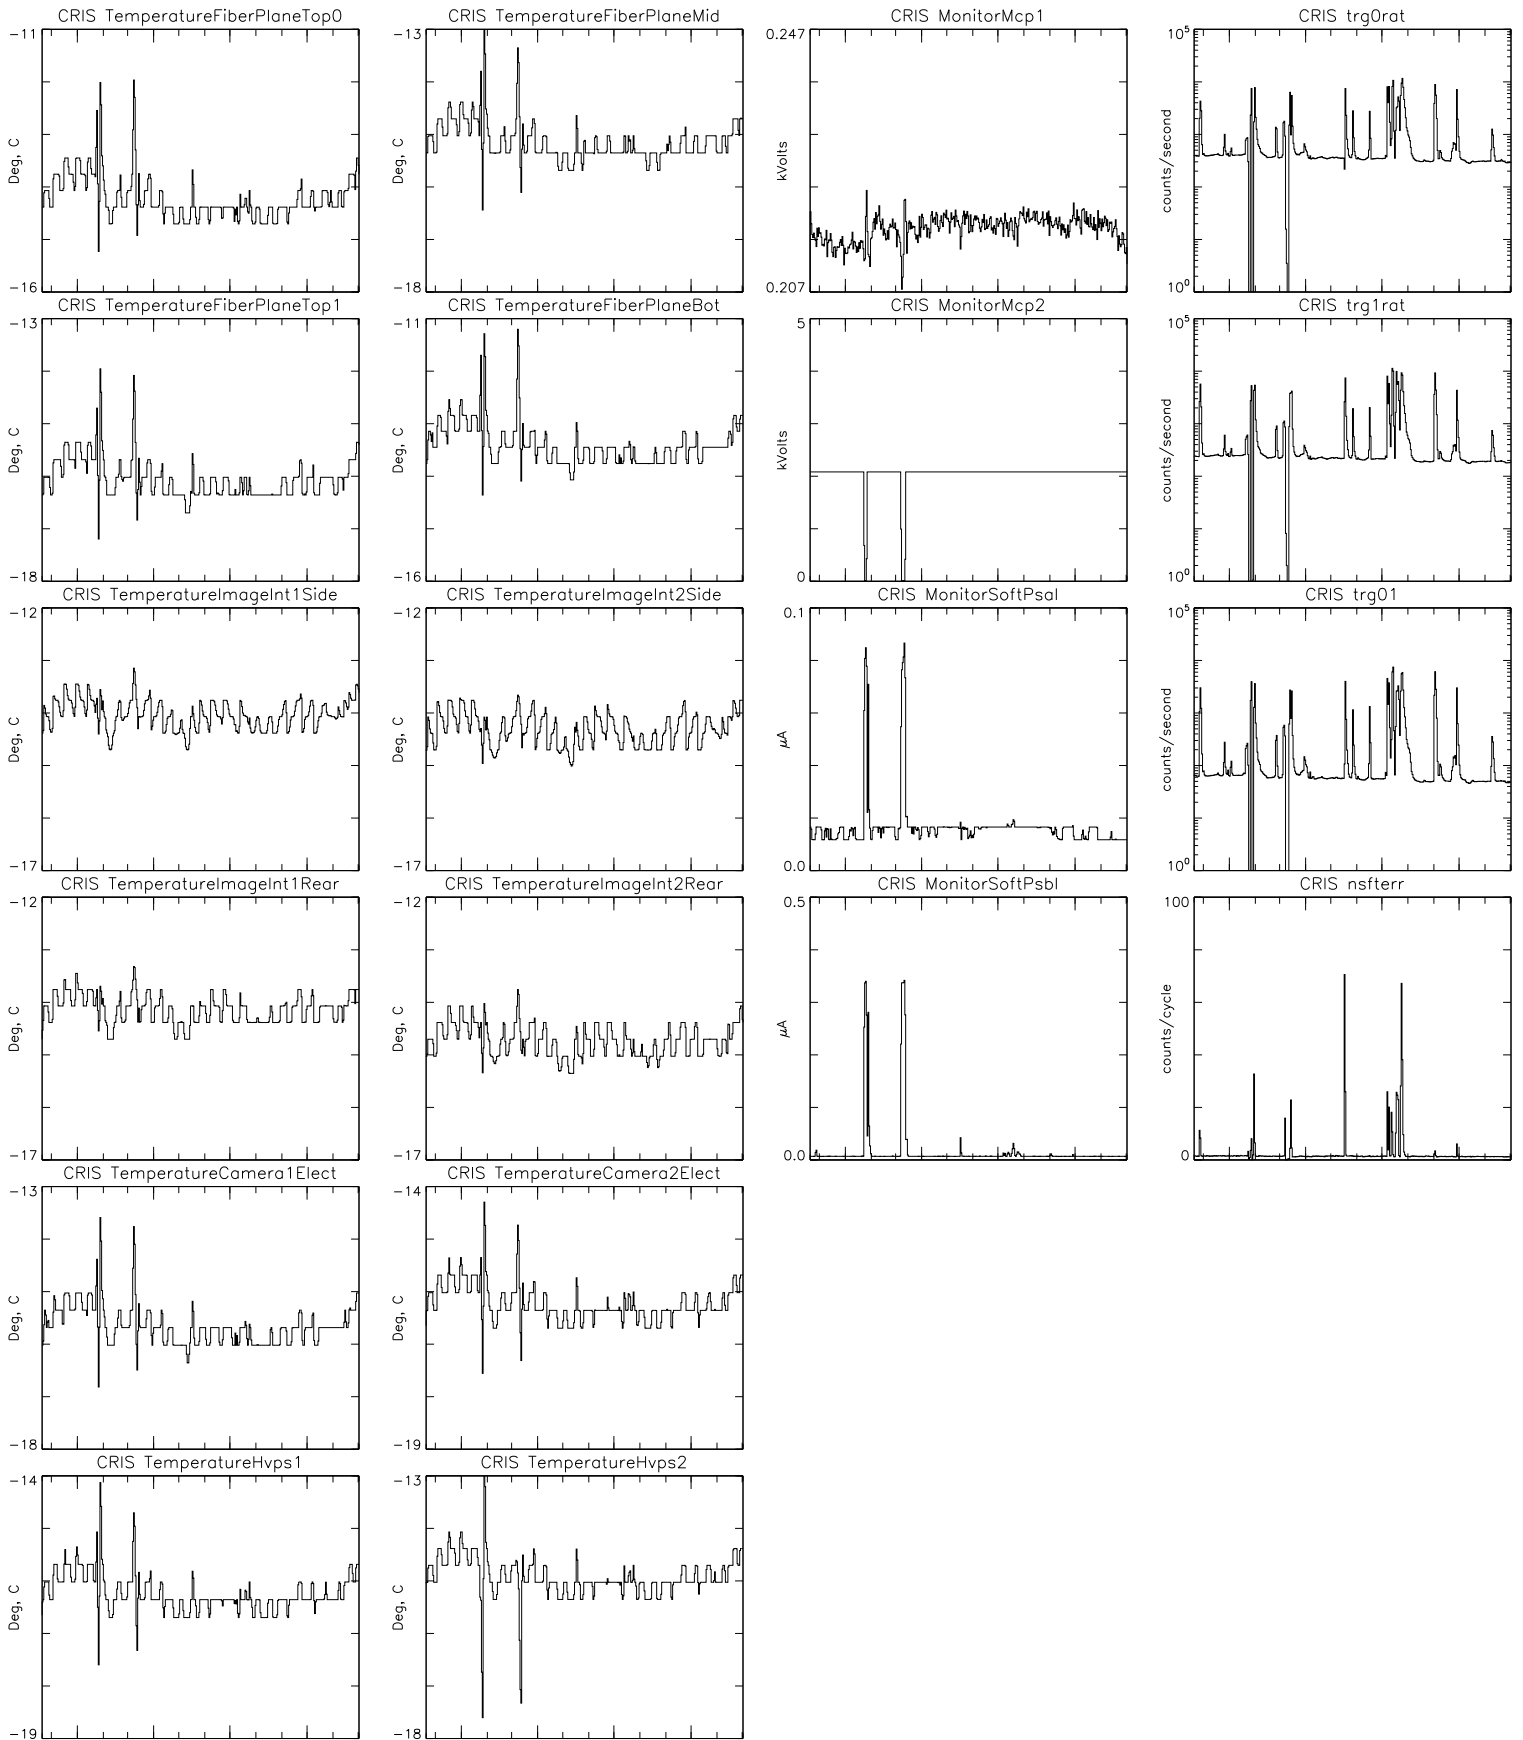 CRIS TemperatureFiberPlaneTop0
-11
Deg, C
-16
CRIS TemperatureFiberPlaneMid
-13
Deg, C
-18
CRIS MonitorMcp1
0.247
kVolts
0.207
CRIS trg0rat
10^5
counts/second
10^0
CRIS TemperatureFiberPlaneTop1
-13
Deg, C
-18
CRIS TemperatureFiberPlaneBot
-11
Deg, C
-16
CRIS MonitorMcp2
5
kVolts
0
CRIS trg1rat
10^5
counts/second
10^0
CRIS TemperatureImageInt1Side
-12
Deg, C
-17
CRIS TemperatureImageInt2Side
-12
Deg, C
-17
CRIS MonitorSoftPsaI
0.1
μA
0.0
CRIS trg01
10^5
counts/second
10^0
CRIS TemperatureImageInt1Rear
-12
Deg, C
-17
CRIS TemperatureImageInt2Rear
-12
Deg, C
-17
CRIS MonitorSoftPsbI
0.5
μA
0.0
CRIS nsfterr
100
counts/cycle
0
CRIS TemperatureCamera1Elect
-13
Deg, C
-18
CRIS TemperatureCamera2Elect
-14
Deg, C
-19
CRIS TemperatureHvps1
-14
Deg, C
-19
CRIS TemperatureHvps2
-13
Deg, C
-18